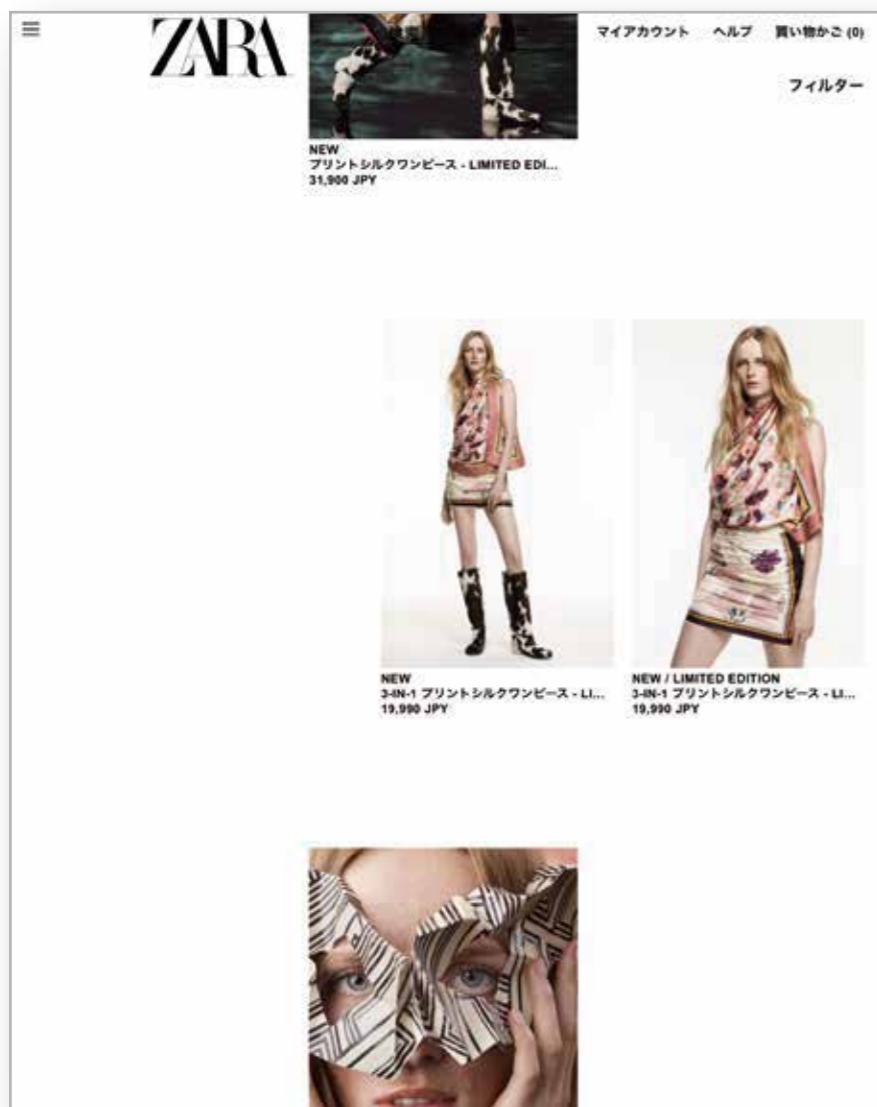 ZARA
マイアカウント ヘルプ 買い物かご (0)
フィルター
NEW
プリントシルクワンピース - LIMITED EDI...
31,900 JPY
NEW
3-IN-1 プリントシルクワンピース - LI...
19,990 JPY
NEW / LIMITED EDITION
3-IN-1 プリントシルクワンピース - LI...
19,990 JPY